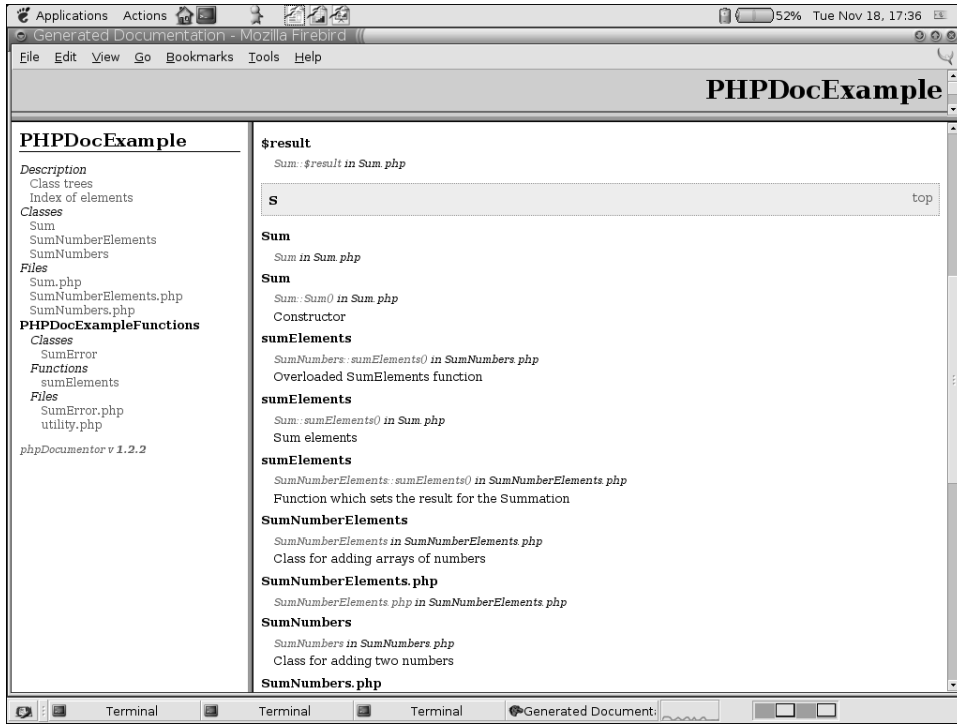 Applications Actions 52% Tue Nov 18, 17:36
Generated Documentation - Mozilla Firebird
File Edit View Go Bookmarks Tools Help
PHPDocExample
PHPDocExample
Description
Class trees
Index of elements
Classes
Sum
SumNumberElements
SumNumbers
Files
Sum.php
SumNumberElements.php
SumNumbers.php
PHPDocExampleFunctions
Classes
SumError
Functions
sumElements
Files
SumError.php
utility.php
phpDocumentor v 1.2.2
$result
Sum::$result in Sum.php
s top
Sum
Sum in Sum.php
Sum
Sum::Sum() in Sum.php
Constructor
sumElements
SumNumbers::sumElements() in SumNumbers.php
Overloaded SumElements function
sumElements
Sum::sumElements() in Sum.php
Sum elements
sumElements
SumNumberElements::sumElements() in SumNumberElements.php
Function which sets the result for the Summation
SumNumberElements
SumNumberElements in SumNumberElements.php
Class for adding arrays of numbers
SumNumberElements.php
SumNumberElements.php in SumNumberElements.php
SumNumbers
SumNumbers in SumNumbers.php
Class for adding two numbers
SumNumbers.php
Terminal Terminal Terminal Generated Documenta